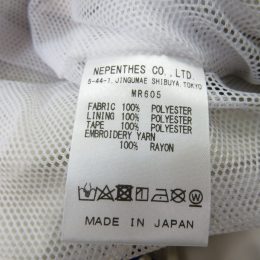 NEPENTHES CO., LTD.
5-44-7, JINGUMAE SHIBUYA, TOKYO
MR605
FABRIC 100% POLYESTER
LINING 100% POLYESTER
TAPE 100% POLYESTER
EMBROIDERY YARN
100% RAYON
MADE IN JAPAN